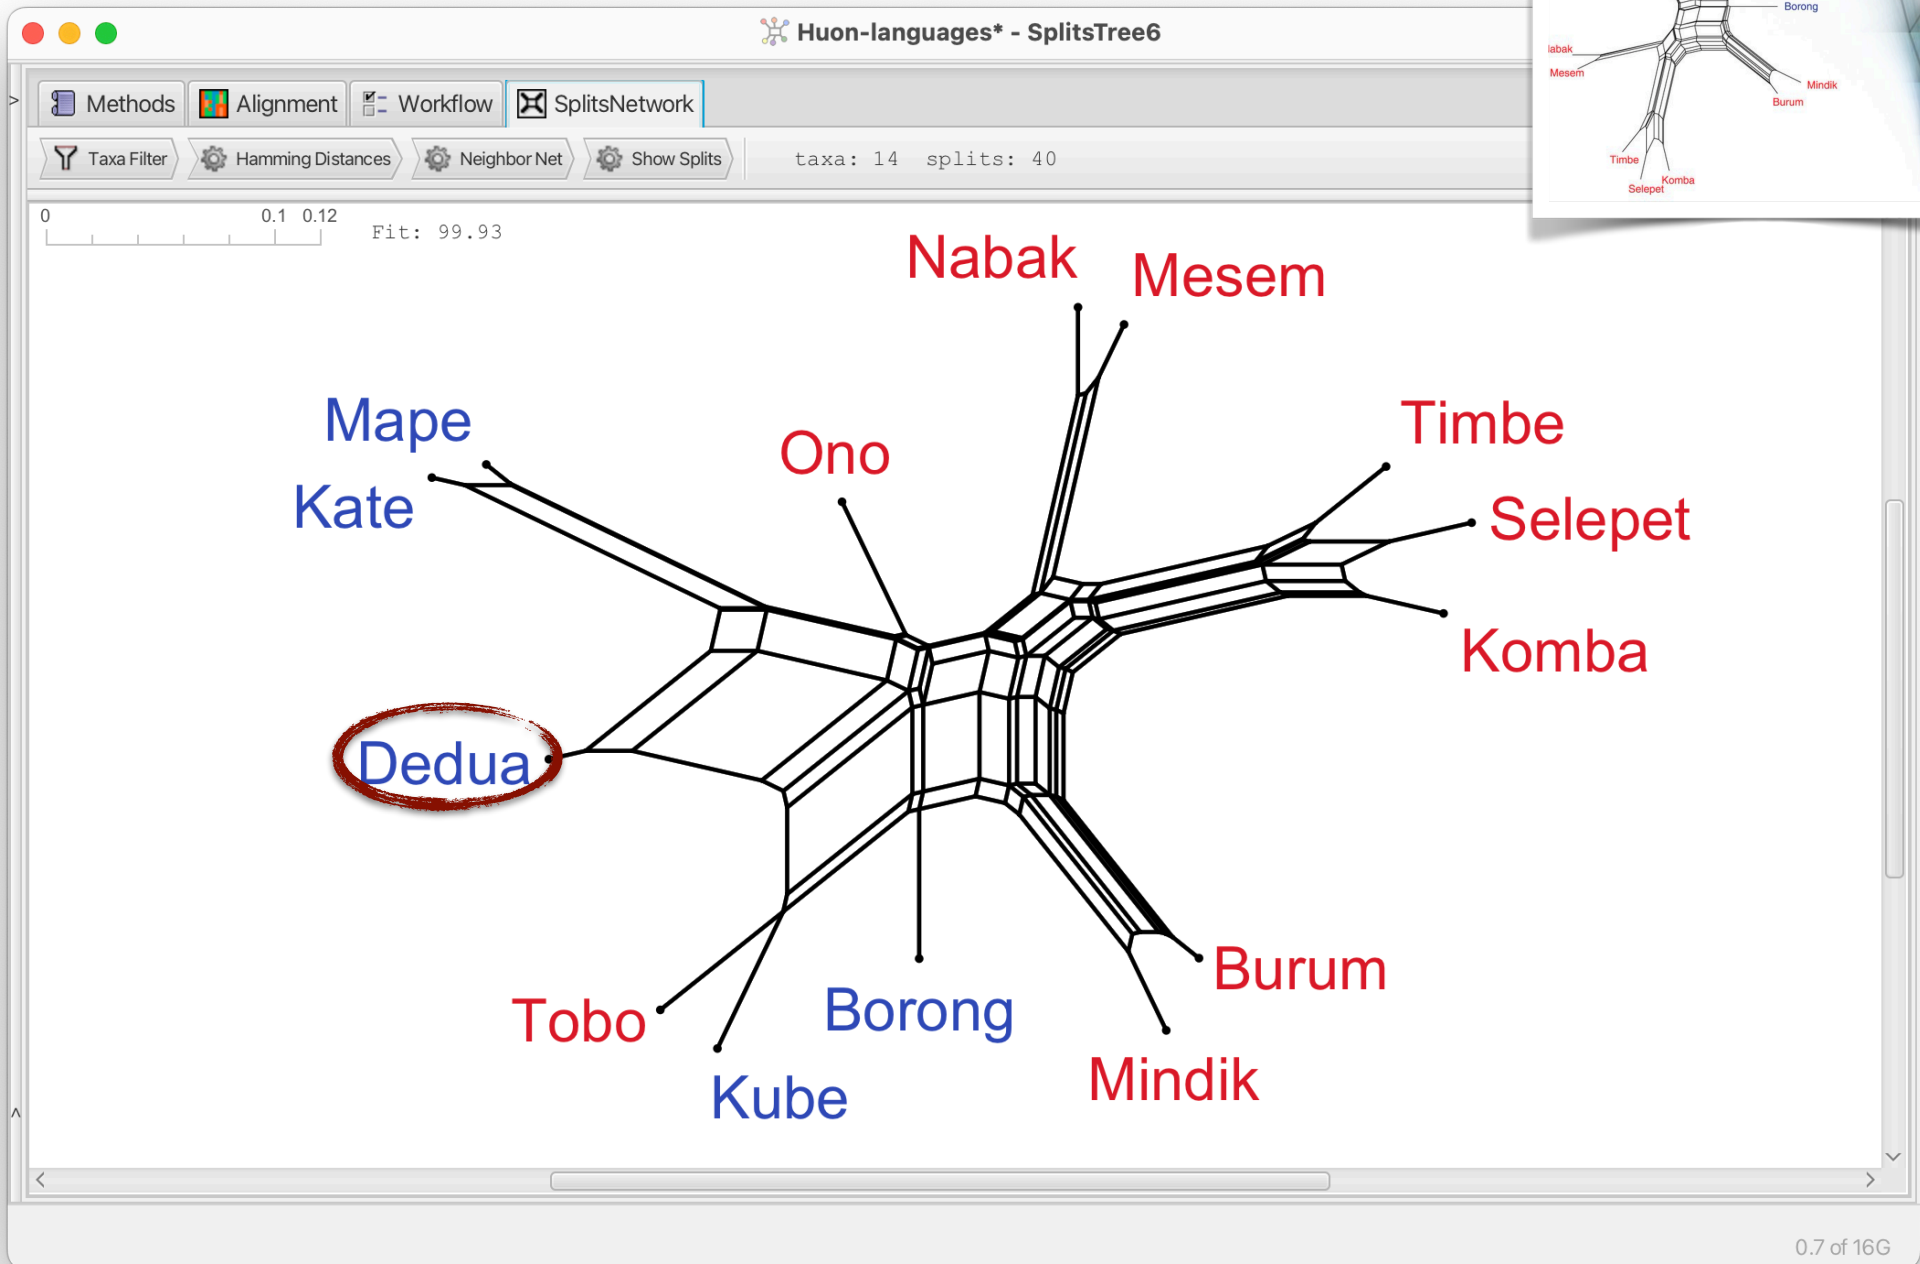 Huon-languages* - SplitsTree6
Borong
Mesem
Mindik
Burum
Timbe
Komba
Selepet
>
Methods Alignment Workflow SplitsNetwork
Taxa Filter Hamming Distances Neighbor Net Show Splits taxa: 14 splits: 40
0 0.1 0.12
Fit: 99.93
Nabak
Mesem
Mape
Timbe
Ono
Kate
Selepet
Komba
Dedua
Burum
Tobo
Borong
Mindik
Kube
0.7 of 16G